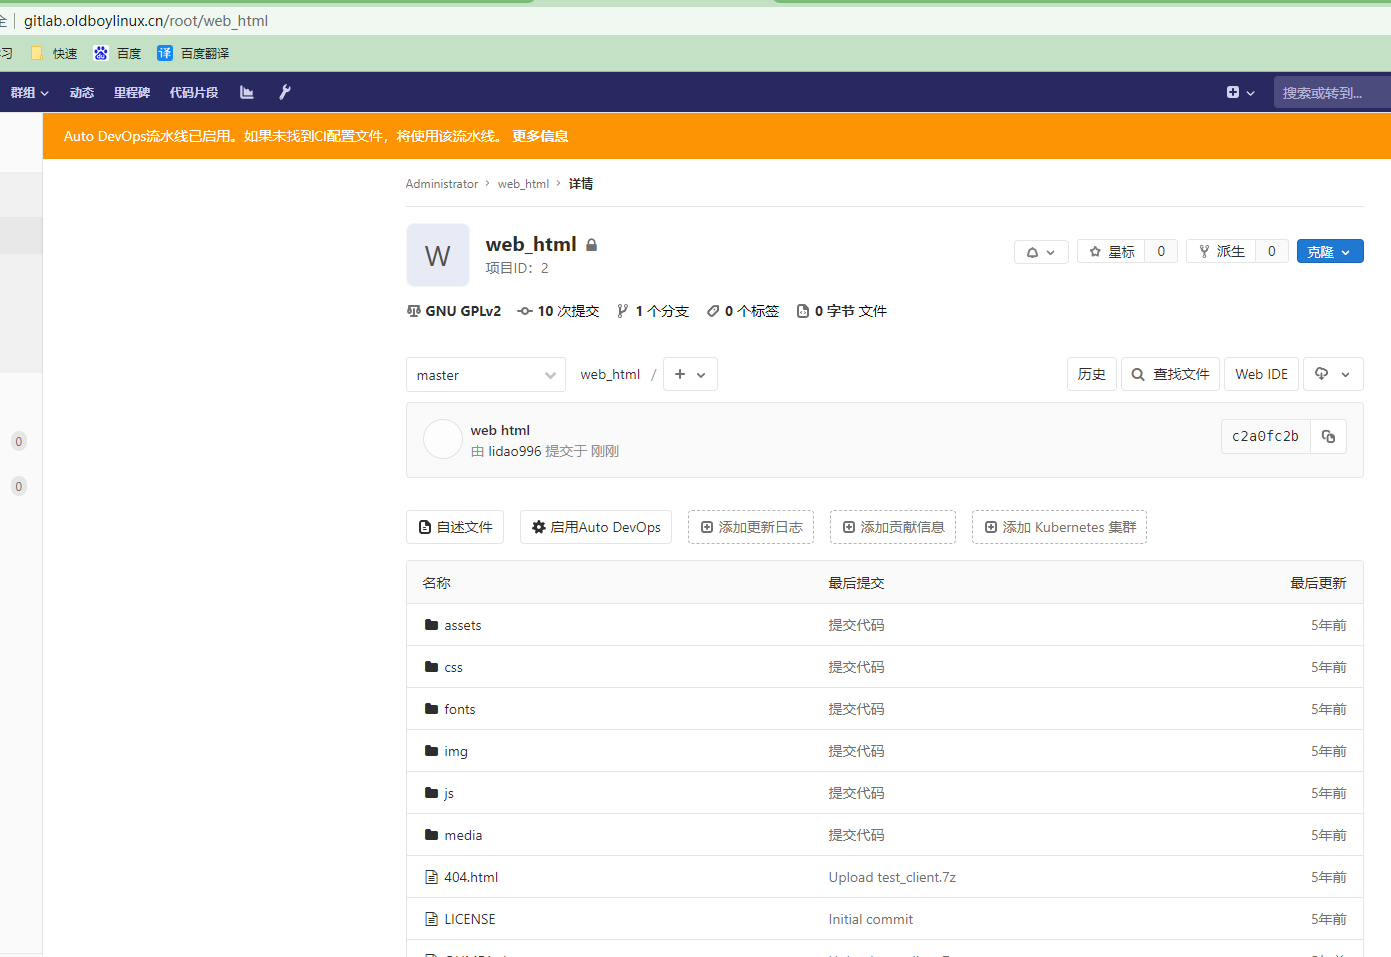 全 gitlab.oldboylinux.cn/root/web_html
习 快速 百度 译 百度翻译
群组 动态 里程碑 代码片段 搜索或转到...
Auto DevOps流水线已启用。如果未找到CI配置文件，将使用该流水线。 更多信息
Administrator › web_html › 详情
W
web_html
项目ID：2
星标 0 派生 0 克隆
GNU GPLv2 10 次提交 1 个分支 0 个标签 0 字节 文件
master web_html / + 历史 查找文件 Web IDE
web html
由 lidao996 提交于 刚刚
c2a0fc2b
0
0
自述文件 启用Auto DevOps 添加更新日志 添加贡献信息 添加 Kubernetes 集群
名称 最后提交 最后更新
assets 提交代码 5年前
css 提交代码 5年前
fonts 提交代码 5年前
img 提交代码 5年前
js 提交代码 5年前
media 提交代码 5年前
404.html Upload test_client.7z 5年前
LICENSE Initial commit 5年前